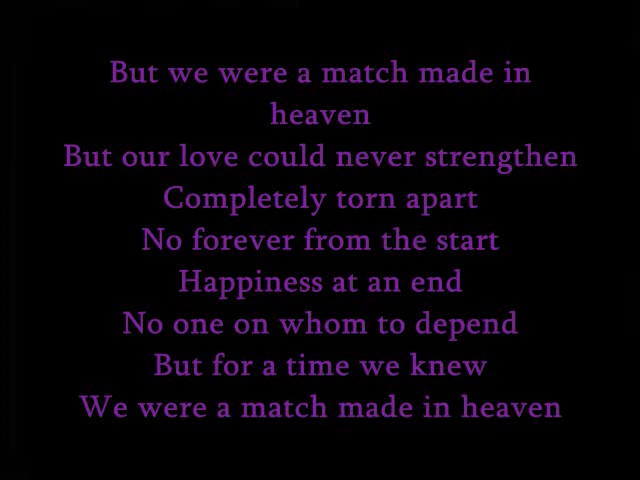 But we were a match made in
heaven
But our love could never strengthen
Completely torn apart
No forever from the start
Happiness at an end
No one on whom to depend
But for a time we knew
We were a match made in heaven